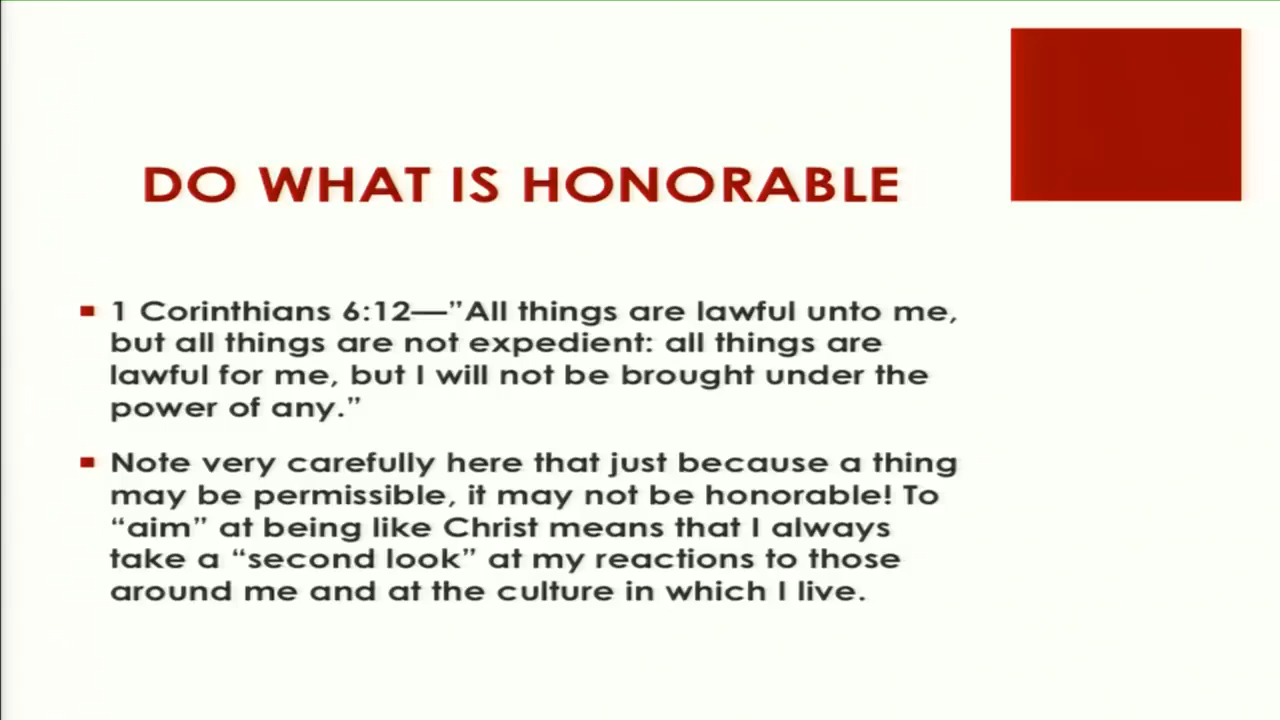 DO WHAT IS HONORABLE
1 Corinthians 6:12—”All things are lawful unto me,
but all things are not expedient: all things are
lawful for me, but I will not be brought under the
power of any.”
Note very carefully here that just because a thing
may be permissible, it may not be honorable! To
“aim” at being like Christ means that I always
take a “second look” at my reactions to those
around me and at the culture in which I live.